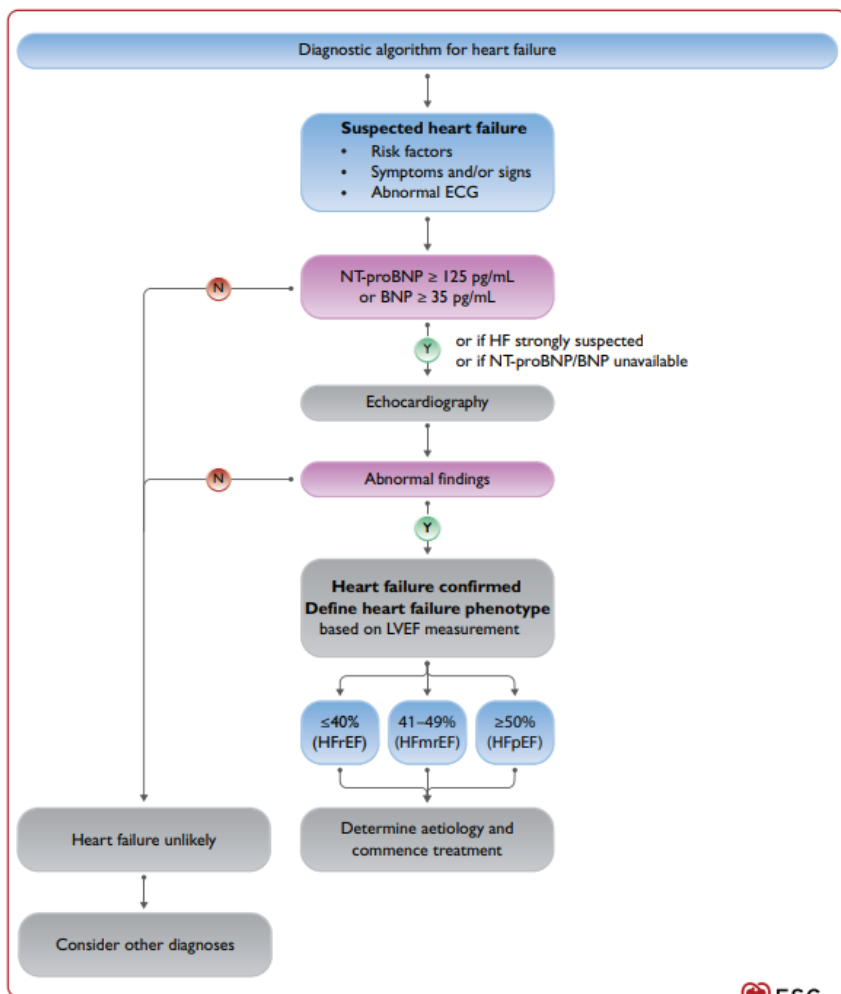 Diagnostic algorithm for heart failure
Suspected heart failure
• Risk factors
• Symptoms and/or signs
• Abnormal ECG
N
NT-proBNP ≥ 125 pg/mL
or BNP ≥ 35 pg/mL
Y
or if HF strongly suspected
or if NT-proBNP/BNP unavailable
Echocardiography
N
Abnormal findings
Y
Heart failure confirmed
Define heart failure phenotype
based on LVEF measurement
≤40%
(HFrEF)
41–49%
(HFmrEF)
≥50%
(HFpEF)
Heart failure unlikely
Determine aetiology and
commence treatment
Consider other diagnoses
ESC